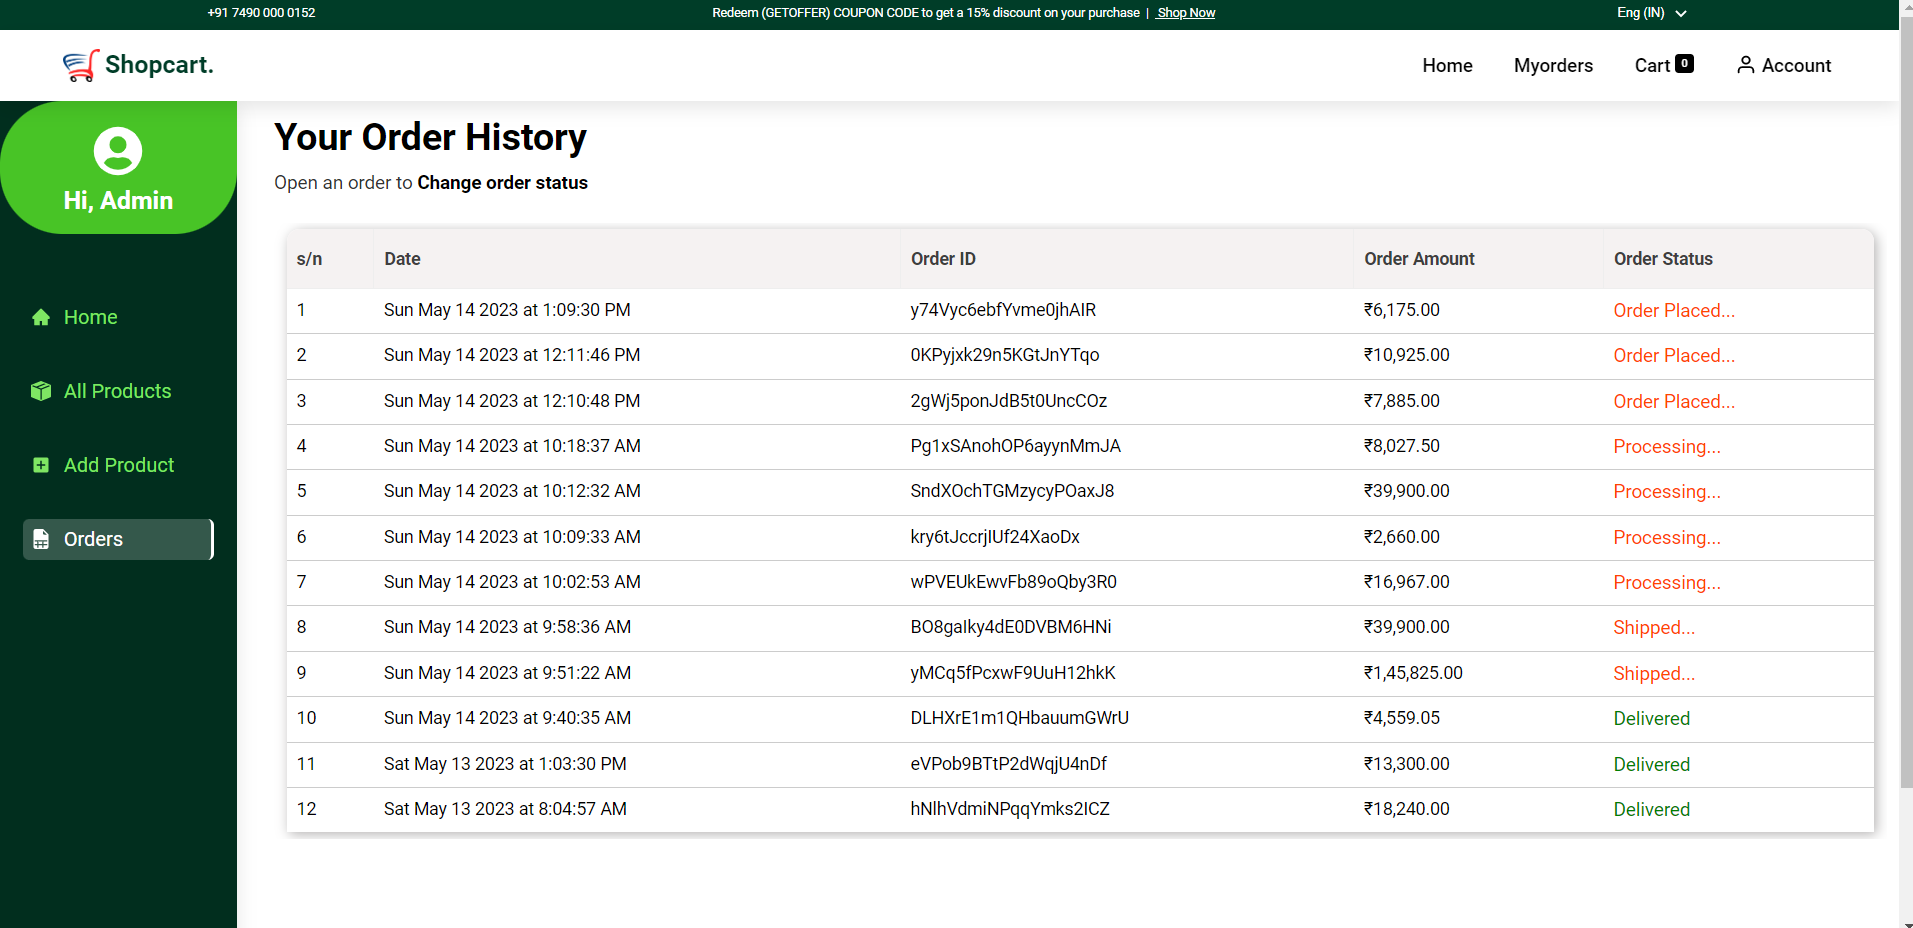 +91 7490 000 0152 Redeem (GETOFFER) COUPON CODE to get a 15% discount on your purchase | Shop Now Eng (IN)
Shopcart. Home Myorders Cart 0 Account
Hi, Admin
Home
All Products
Add Product
Orders
Your Order History
Open an order to Change order status
s/n Date Order ID Order Amount Order Status
1 Sun May 14 2023 at 1:09:30 PM y74Vyc6ebfYvme0jhAIR ₹6,175.00 Order Placed...
2 Sun May 14 2023 at 12:11:46 PM 0KPyjxk29n5KGtJnYTqo ₹10,925.00 Order Placed...
3 Sun May 14 2023 at 12:10:48 PM 2gWj5ponJdB5t0UncCOz ₹7,885.00 Order Placed...
4 Sun May 14 2023 at 10:18:37 AM Pg1xSAnohOP6ayynMmJA ₹8,027.50 Processing...
5 Sun May 14 2023 at 10:12:32 AM SndXOchTGMzycyPOaxJ8 ₹39,900.00 Processing...
6 Sun May 14 2023 at 10:09:33 AM kry6tJccrjIUf24XaoDx ₹2,660.00 Processing...
7 Sun May 14 2023 at 10:02:53 AM wPVEUkEwvFb89oQby3R0 ₹16,967.00 Processing...
8 Sun May 14 2023 at 9:58:36 AM BO8gaIky4dE0DVBM6HNi ₹39,900.00 Shipped...
9 Sun May 14 2023 at 9:51:22 AM yMCq5fPcxwF9UuH12hkK ₹1,45,825.00 Shipped...
10 Sun May 14 2023 at 9:40:35 AM DLHXrE1m1QHbauumGWrU ₹4,559.05 Delivered
11 Sat May 13 2023 at 1:03:30 PM eVPob9BTtP2dWqjU4nDf ₹13,300.00 Delivered
12 Sat May 13 2023 at 8:04:57 AM hNlhVdmiNPqqYmks2ICZ ₹18,240.00 Delivered